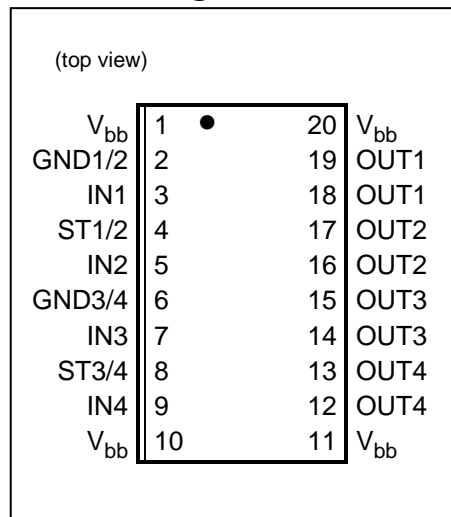 (top view)
Vbb 1 ● 20 Vbb
GND1/2 2 19 OUT1
IN1 3 18 OUT1
ST1/2 4 17 OUT2
IN2 5 16 OUT2
GND3/4 6 15 OUT3
IN3 7 14 OUT3
ST3/4 8 13 OUT4
IN4 9 12 OUT4
Vbb 10 11 Vbb